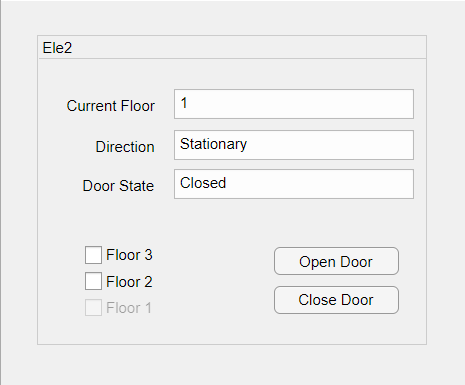 Ele2
Current Floor 1
Direction Stationary
Door State Closed
Floor 3
Floor 2
Floor 1
Open Door
Close Door